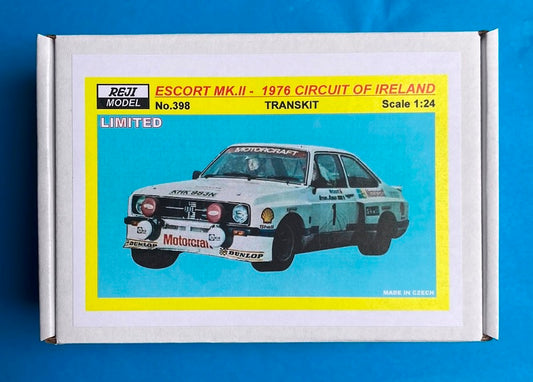 REJI
MODEL
ESCORT MK.II - 1976 CIRCUIT OF IRELAND
No.398
TRANSKIT
Scale 1:24
LIMITED
MOTORCRAFT
KHK 983N
1
Shell
Motorcraft
DUNLOP
DUNLOP
MADE IN CZECH